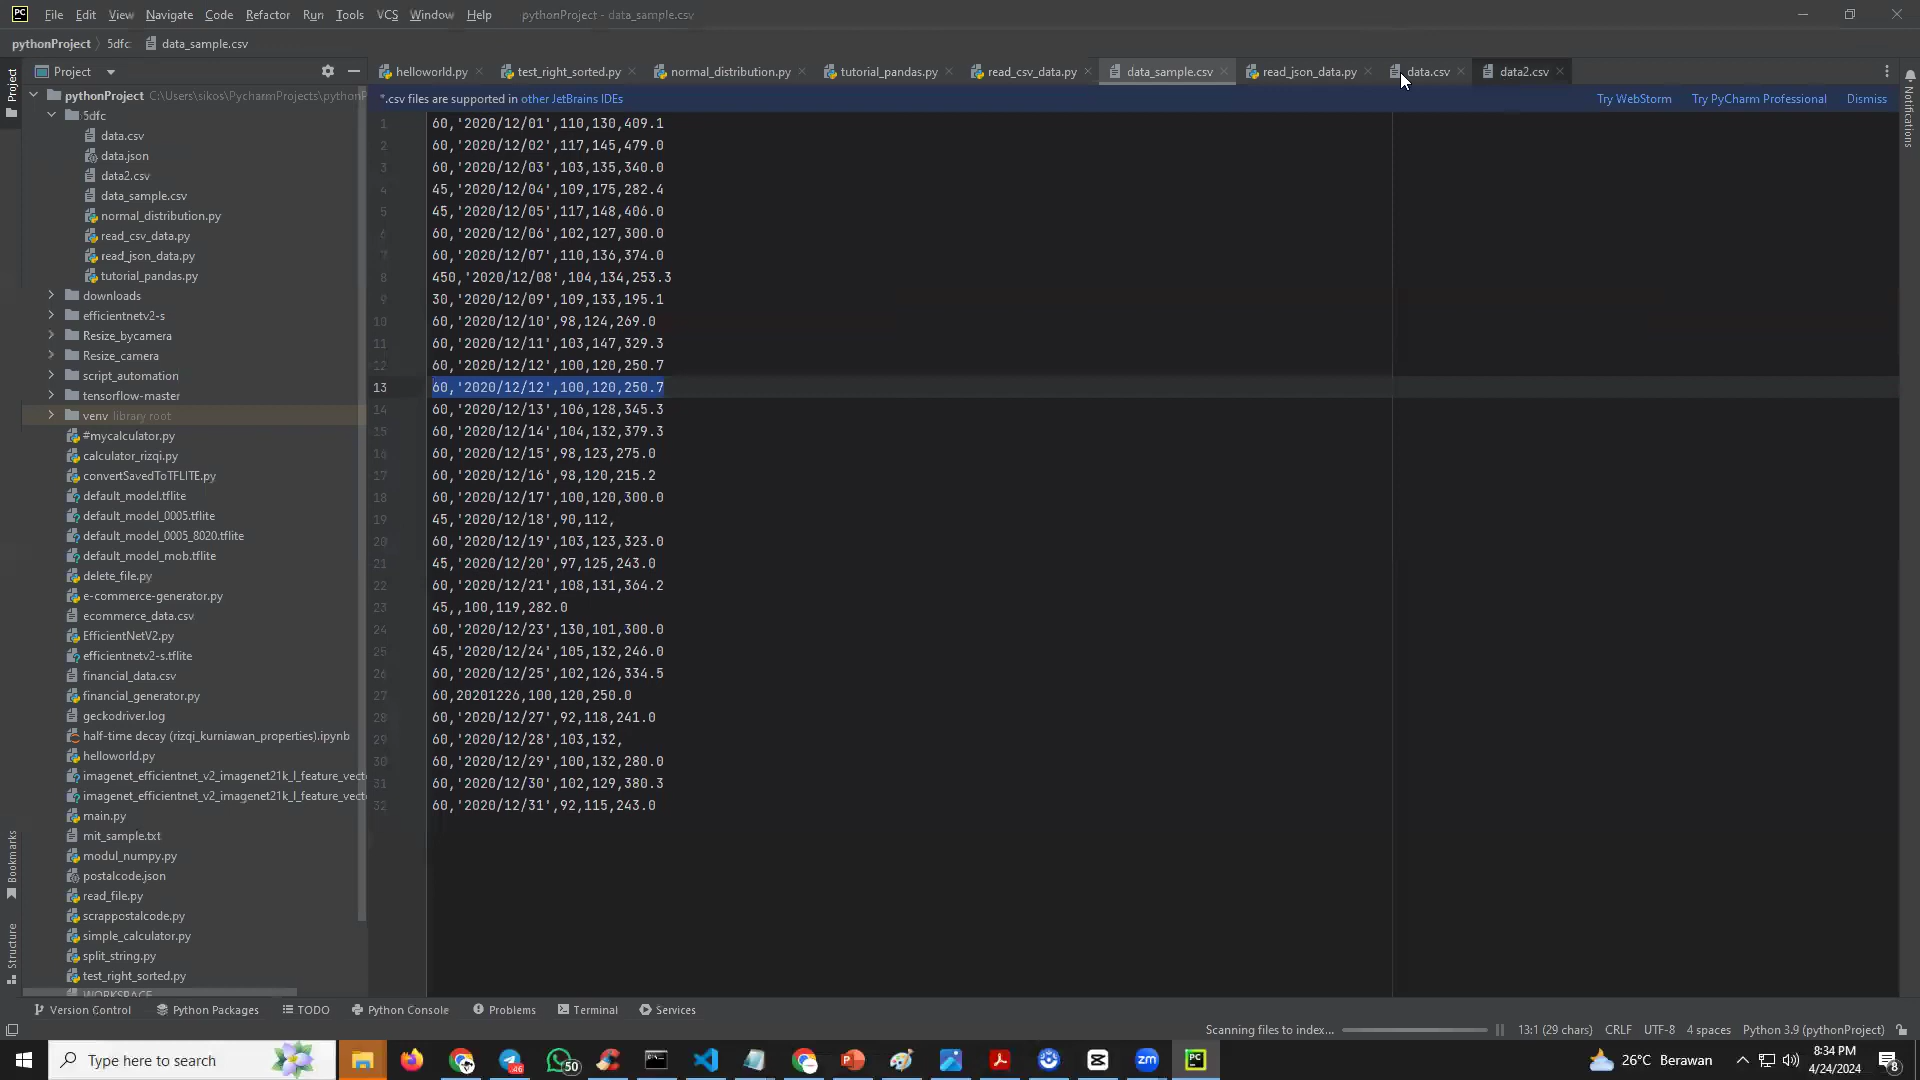 PC File Edit View Navigate Code Refactor Run Tools VCS Window Help pythonProject - data_sample.csv
pythonProject 5dfc data_sample.csv
Project
Project
helloworld.py test_right_sorted.py normal_distribution.py tutorial_pandas.py read_csv_data.py data_sample.csv read_json_data.py data.csv data2.csv
*.csv files are supported in other JetBrains IDEs Try WebStorm Try PyCharm Professional Dismiss
Notifications
pythonProject C:\Users\sikos\PycharmProjects\pythonP
5dfc
data.csv
data.json
data2.csv
data_sample.csv
normal_distribution.py
read_csv_data.py
read_json_data.py
tutorial_pandas.py
downloads
efficientnetv2-s
Resize_bycamera
Resize_camera
script_automation
tensorflow-master
venv library root
#mycalculator.py
calculator_rizqi.py
convertSavedToTFLITE.py
default_model.tflite
default_model_0005.tflite
default_model_0005_8020.tflite
default_model_mob.tflite
delete_file.py
e-commerce-generator.py
ecommerce_data.csv
EfficientNetV2.py
efficientnetv2-s.tflite
financial_data.csv
financial_generator.py
geckodriver.log
half-time decay (rizqi_kurniawan_properties).ipynb
helloworld.py
imagenet_efficientnet_v2_imagenet21k_l_feature_vect
imagenet_efficientnet_v2_imagenet21k_l_feature_vect
main.py
mit_sample.txt
modul_numpy.py
postalcode.json
read_file.py
scrappostalcode.py
simple_calculator.py
split_string.py
test_right_sorted.py
WORKSPACE
Bookmarks
Structure
1 60,'2020/12/01',110,130,409.1
2 60,'2020/12/02',117,145,479.0
3 60,'2020/12/03',103,135,340.0
4 45,'2020/12/04',109,175,282.4
5 45,'2020/12/05',117,148,406.0
6 60,'2020/12/06',102,127,300.0
7 60,'2020/12/07',110,136,374.0
8 450,'2020/12/08',104,134,253.3
9 30,'2020/12/09',109,133,195.1
10 60,'2020/12/10',98,124,269.0
11 60,'2020/12/11',103,147,329.3
12 60,'2020/12/12',100,120,250.7
13 60,'2020/12/12',100,120,250.7
14 60,'2020/12/13',106,128,345.3
15 60,'2020/12/14',104,132,379.3
16 60,'2020/12/15',98,123,275.0
17 60,'2020/12/16',98,120,215.2
18 60,'2020/12/17',100,120,300.0
19 45,'2020/12/18',90,112,
20 60,'2020/12/19',103,123,323.0
21 45,'2020/12/20',97,125,243.0
22 60,'2020/12/21',108,131,364.2
23 45,,100,119,282.0
24 60,'2020/12/23',130,101,300.0
25 45,'2020/12/24',105,132,246.0
26 60,'2020/12/25',102,126,334.5
27 60,20201226,100,120,250.0
28 60,'2020/12/27',92,118,241.0
29 60,'2020/12/28',103,132,
30 60,'2020/12/29',100,132,280.0
31 60,'2020/12/30',102,129,380.3
32 60,'2020/12/31',92,115,243.0
Version Control Python Packages TODO Python Console Problems Terminal Services
Scanning files to index... 13:1 (29 chars) CRLF UTF-8 4 spaces Python 3.9 (pythonProject)
Type here to search 46 50 zm PC 26°C Berawan 8:34 PM
4/24/2024 8